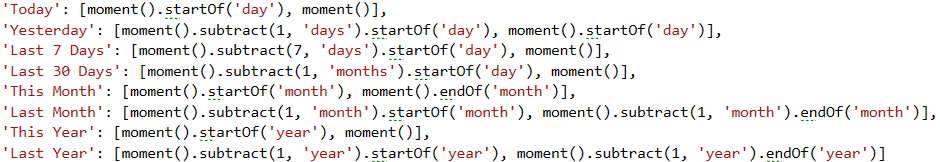 'Today': [moment().startOf('day'), moment()],
'Yesterday': [moment().subtract(1, 'days').startOf('day'), moment().startOf('day')],
'Last 7 Days': [moment().subtract(7, 'days').startOf('day'), moment()],
'Last 30 Days': [moment().subtract(1, 'months').startOf('day'), moment()],
'This Month': [moment().startOf('month'), moment().endOf('month')],
'Last Month': [moment().subtract(1, 'month').startOf('month'), moment().subtract(1, 'month').endOf('month')],
'This Year': [moment().startOf('year'), moment()],
'Last Year': [moment().subtract(1, 'year').startOf('year'), moment().subtract(1, 'year').endOf('year')]